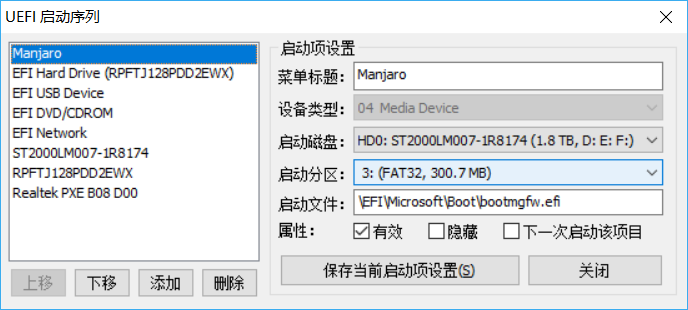 UEFI 启动序列
Manjaro
EFI Hard Drive (RPFTJ128PDD2EWX)
EFI USB Device
EFI DVD/CDROM
EFI Network
ST2000LM007-1R8174
RPFTJ128PDD2EWX
Realtek PXE B08 D00
上移 下移 添加 删除
启动项设置
菜单标题: Manjaro
设备类型: 04 Media Device
启动磁盘: HD0: ST2000LM007-1R8174 (1.8 TB, D: E: F:)
启动分区: 3: (FAT32, 300.7 MB)
启动文件: \EFI\Microsoft\Boot\bootmgfw.efi
属性: 有效 隐藏 下一次启动该项目
保存当前启动项设置(S) 关闭